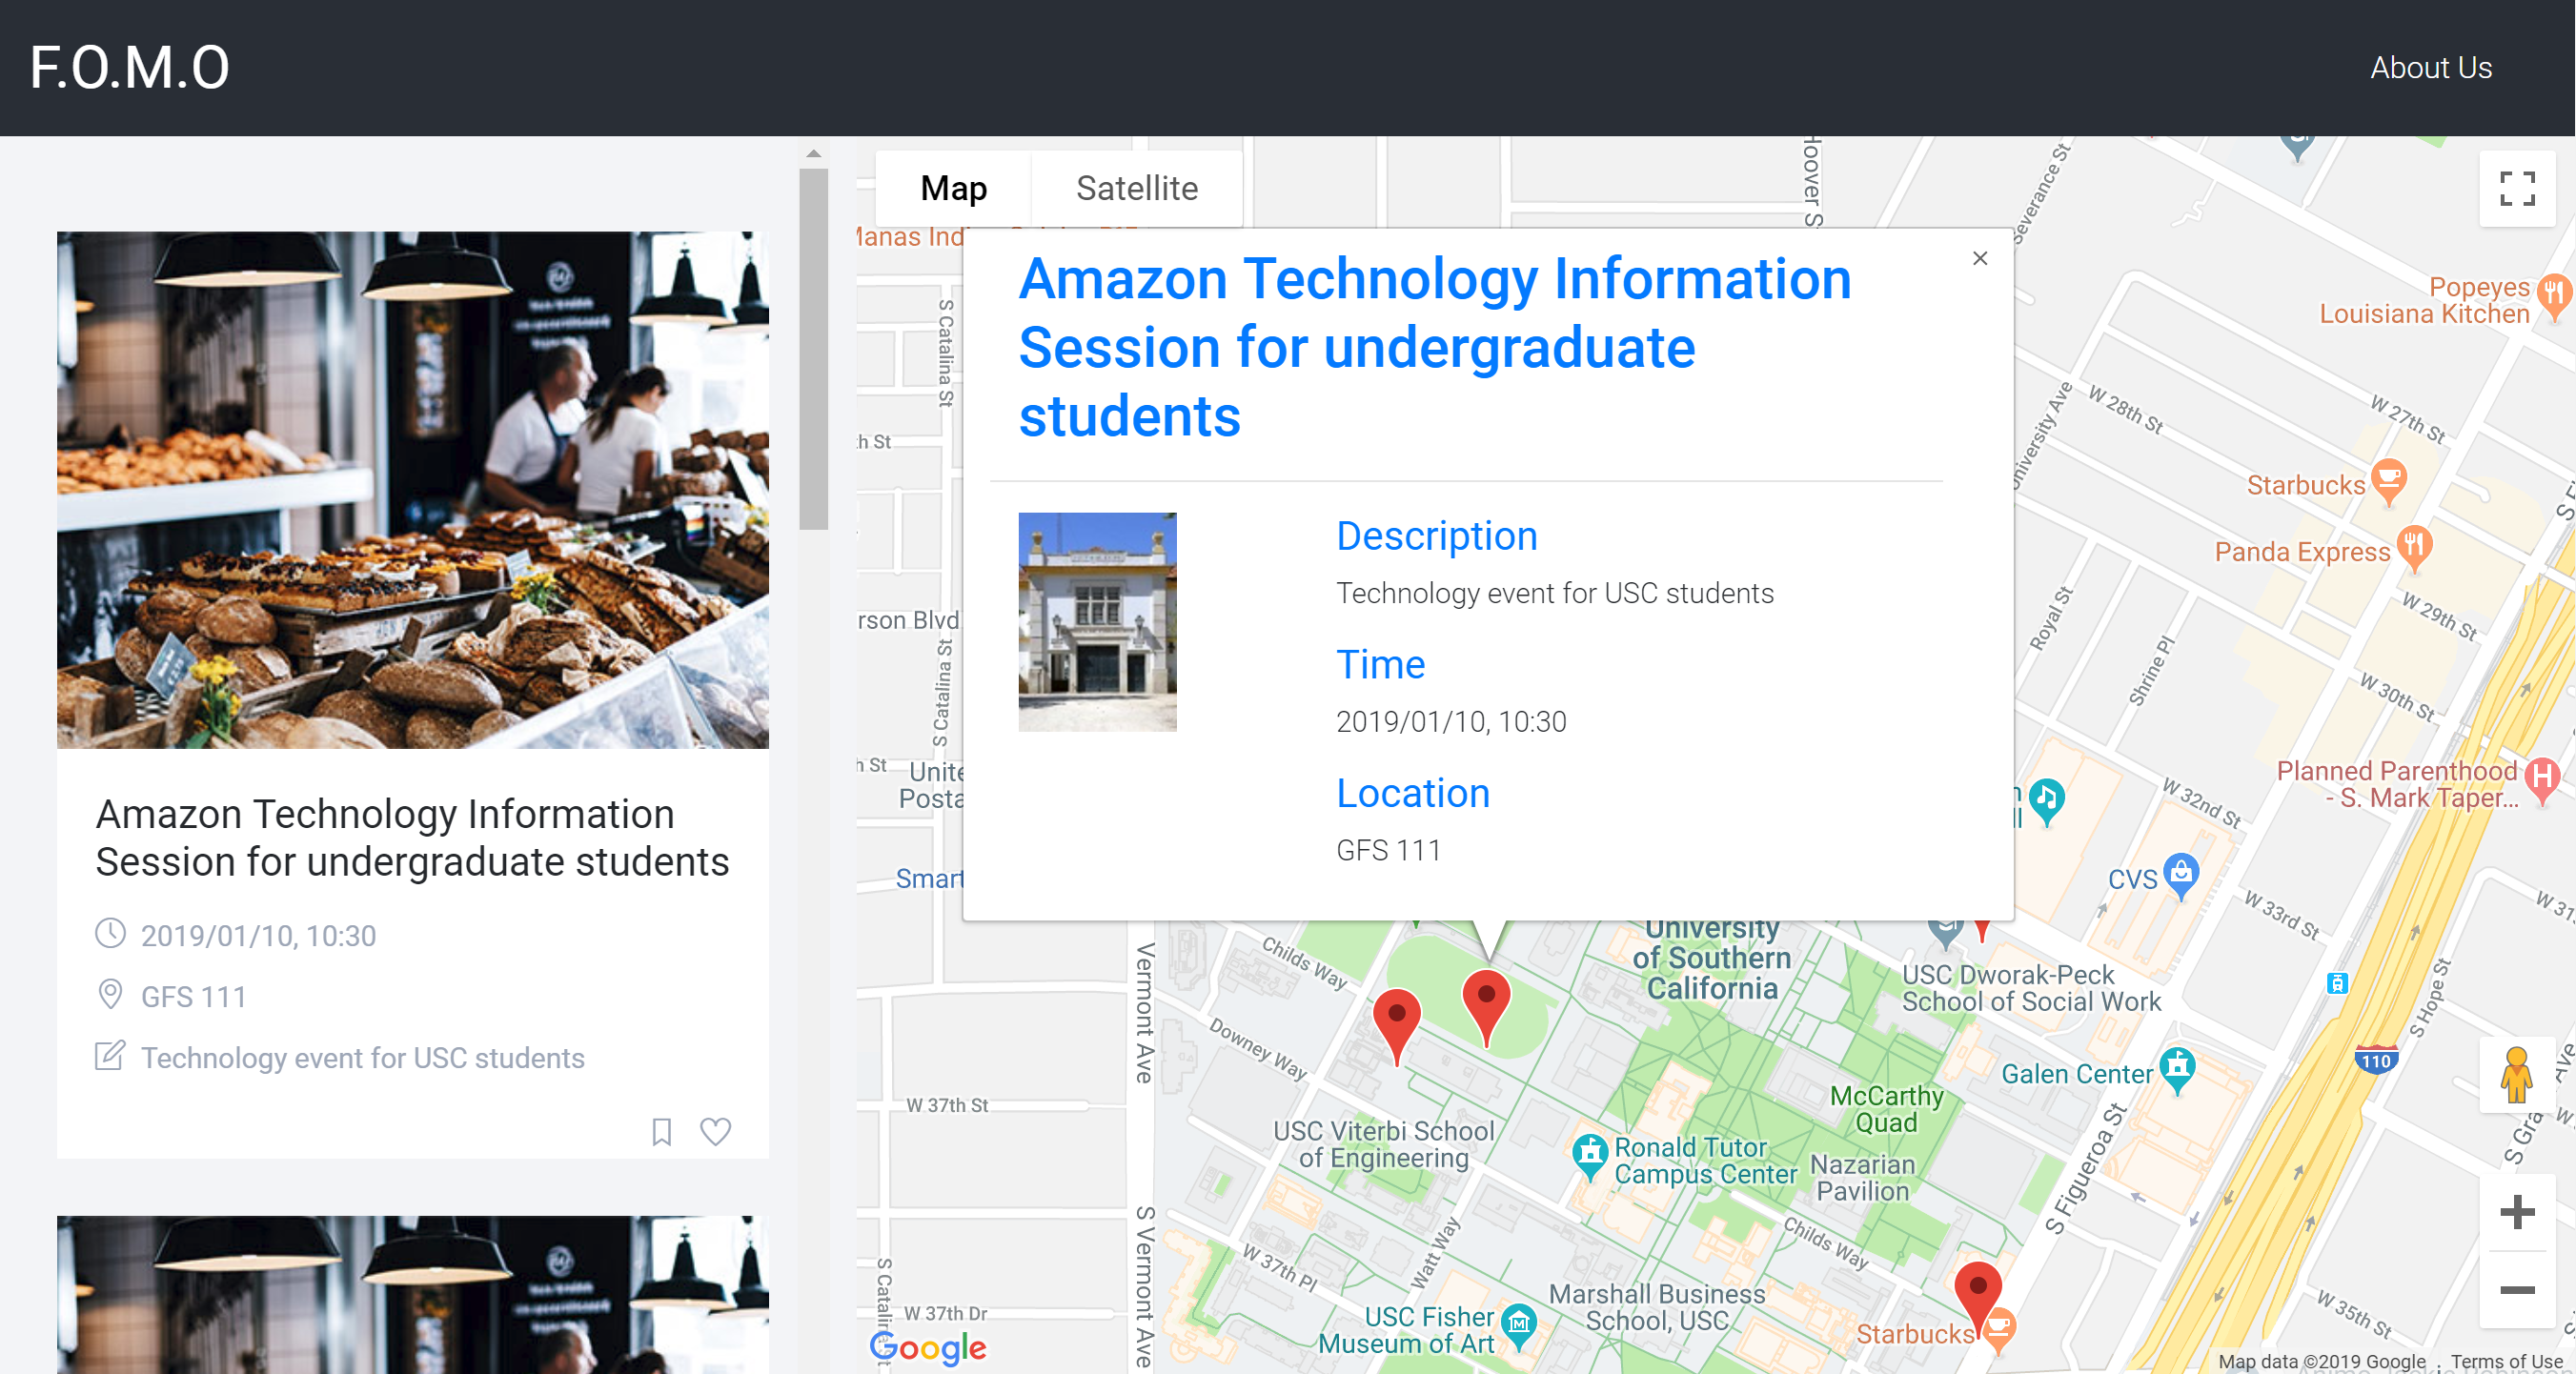 F.O.M.O
About Us
Amazon Technology Information
Session for undergraduate students
2019/01/10, 10:30
GFS 111
Technology event for USC students
Map
Satellite
Amazon Technology Information
Session for undergraduate
students
Description
Technology event for USC students
Time
2019/01/10, 10:30
Location
GFS 111
Hoover S
Severance St
S Catalina St
th St
rson Blvd
S Catalina St
h St
Unite
Posta
Smart
Popeyes
Louisiana Kitchen
W 27th St
W 28th St
University Ave
Starbucks
Panda Express
W 29th St
Royal St
Shrine Pl
W 30th St
Planned Parenthood
- S. Mark Taper...
W 32nd St
CVS
W 33rd St
W 31s
University
of Southern
California
USC Dworak-Peck
School of Social Work
S Hope St
110
Childs Way
Vermont Ave
Downey Way
Galen Center
McCarthy
Quad
W 37th St
USC Viterbi School
of Engineering
Ronald Tutor
Campus Center
Nazarian
Pavilion
S Figueroa St
S Gra
Childs Way
W 37th Pl
Watt Way
S Vermont Ave
W 37th Dr
Marshall Business
School, USC
USC Fisher
Museum of Art
Starbucks
W 35th St
Google
Map data ©2019 Google
Terms of Use